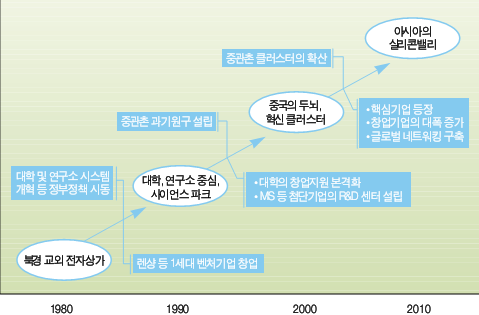 아시아의
실리콘밸리
중관촌 클러스터의 확산
중국의 두뇌,
혁신 클러스터
• 핵심기업 등장
• 창업기업의 대폭 증가
• 글로벌 네트워킹 구축
중관촌 과기원구 설립
대학 및 연구소 시스템
개혁 등 정부정책 시동
대학, 연구소 중심,
사이언스 파크
• 대학의 창업지원 본격화
• MS 등 첨단기업의 R&D 센터 설립
북경 교외 전자상가
렌샹 등 1세대 벤처기업 창업
1980
1990
2000
2010